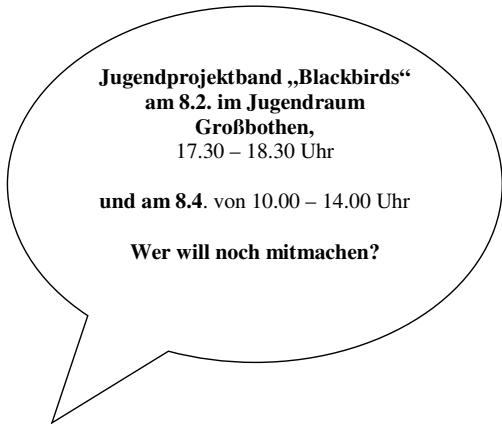 Jugendprojektband „Blackbirds“
am 8.2. im Jugendraum
Großbothen,
17.30 – 18.30 Uhr
und am 8.4. von 10.00 – 14.00 Uhr
Wer will noch mitmachen?